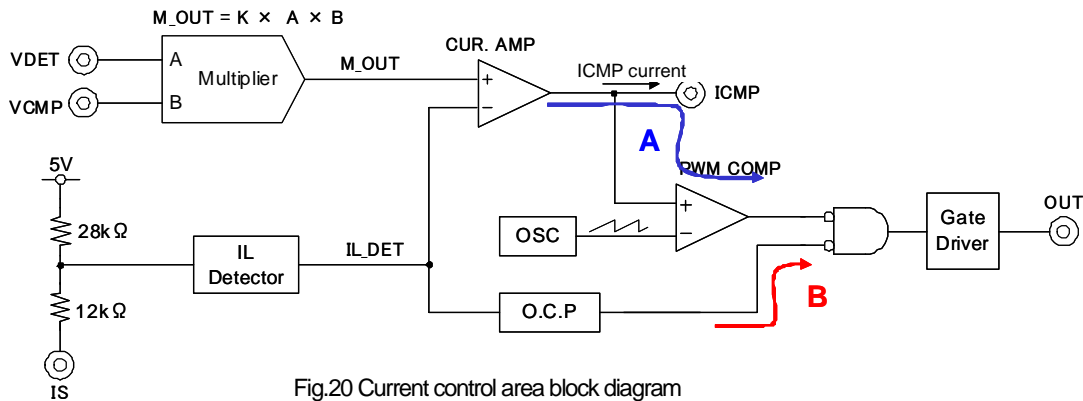 M_OUT = K × A × B
CUR. AMP
VDET
A
Multiplier
M_OUT
+
ICMP current
ICMP
VCMP
B
−
A
5V
PWM COMP
28kΩ
+
OUT
OSC
−
Gate
Driver
IL
Detector
IL_DET
12kΩ
O.C.P
B
IS
Fig.20 Current control area block diagram